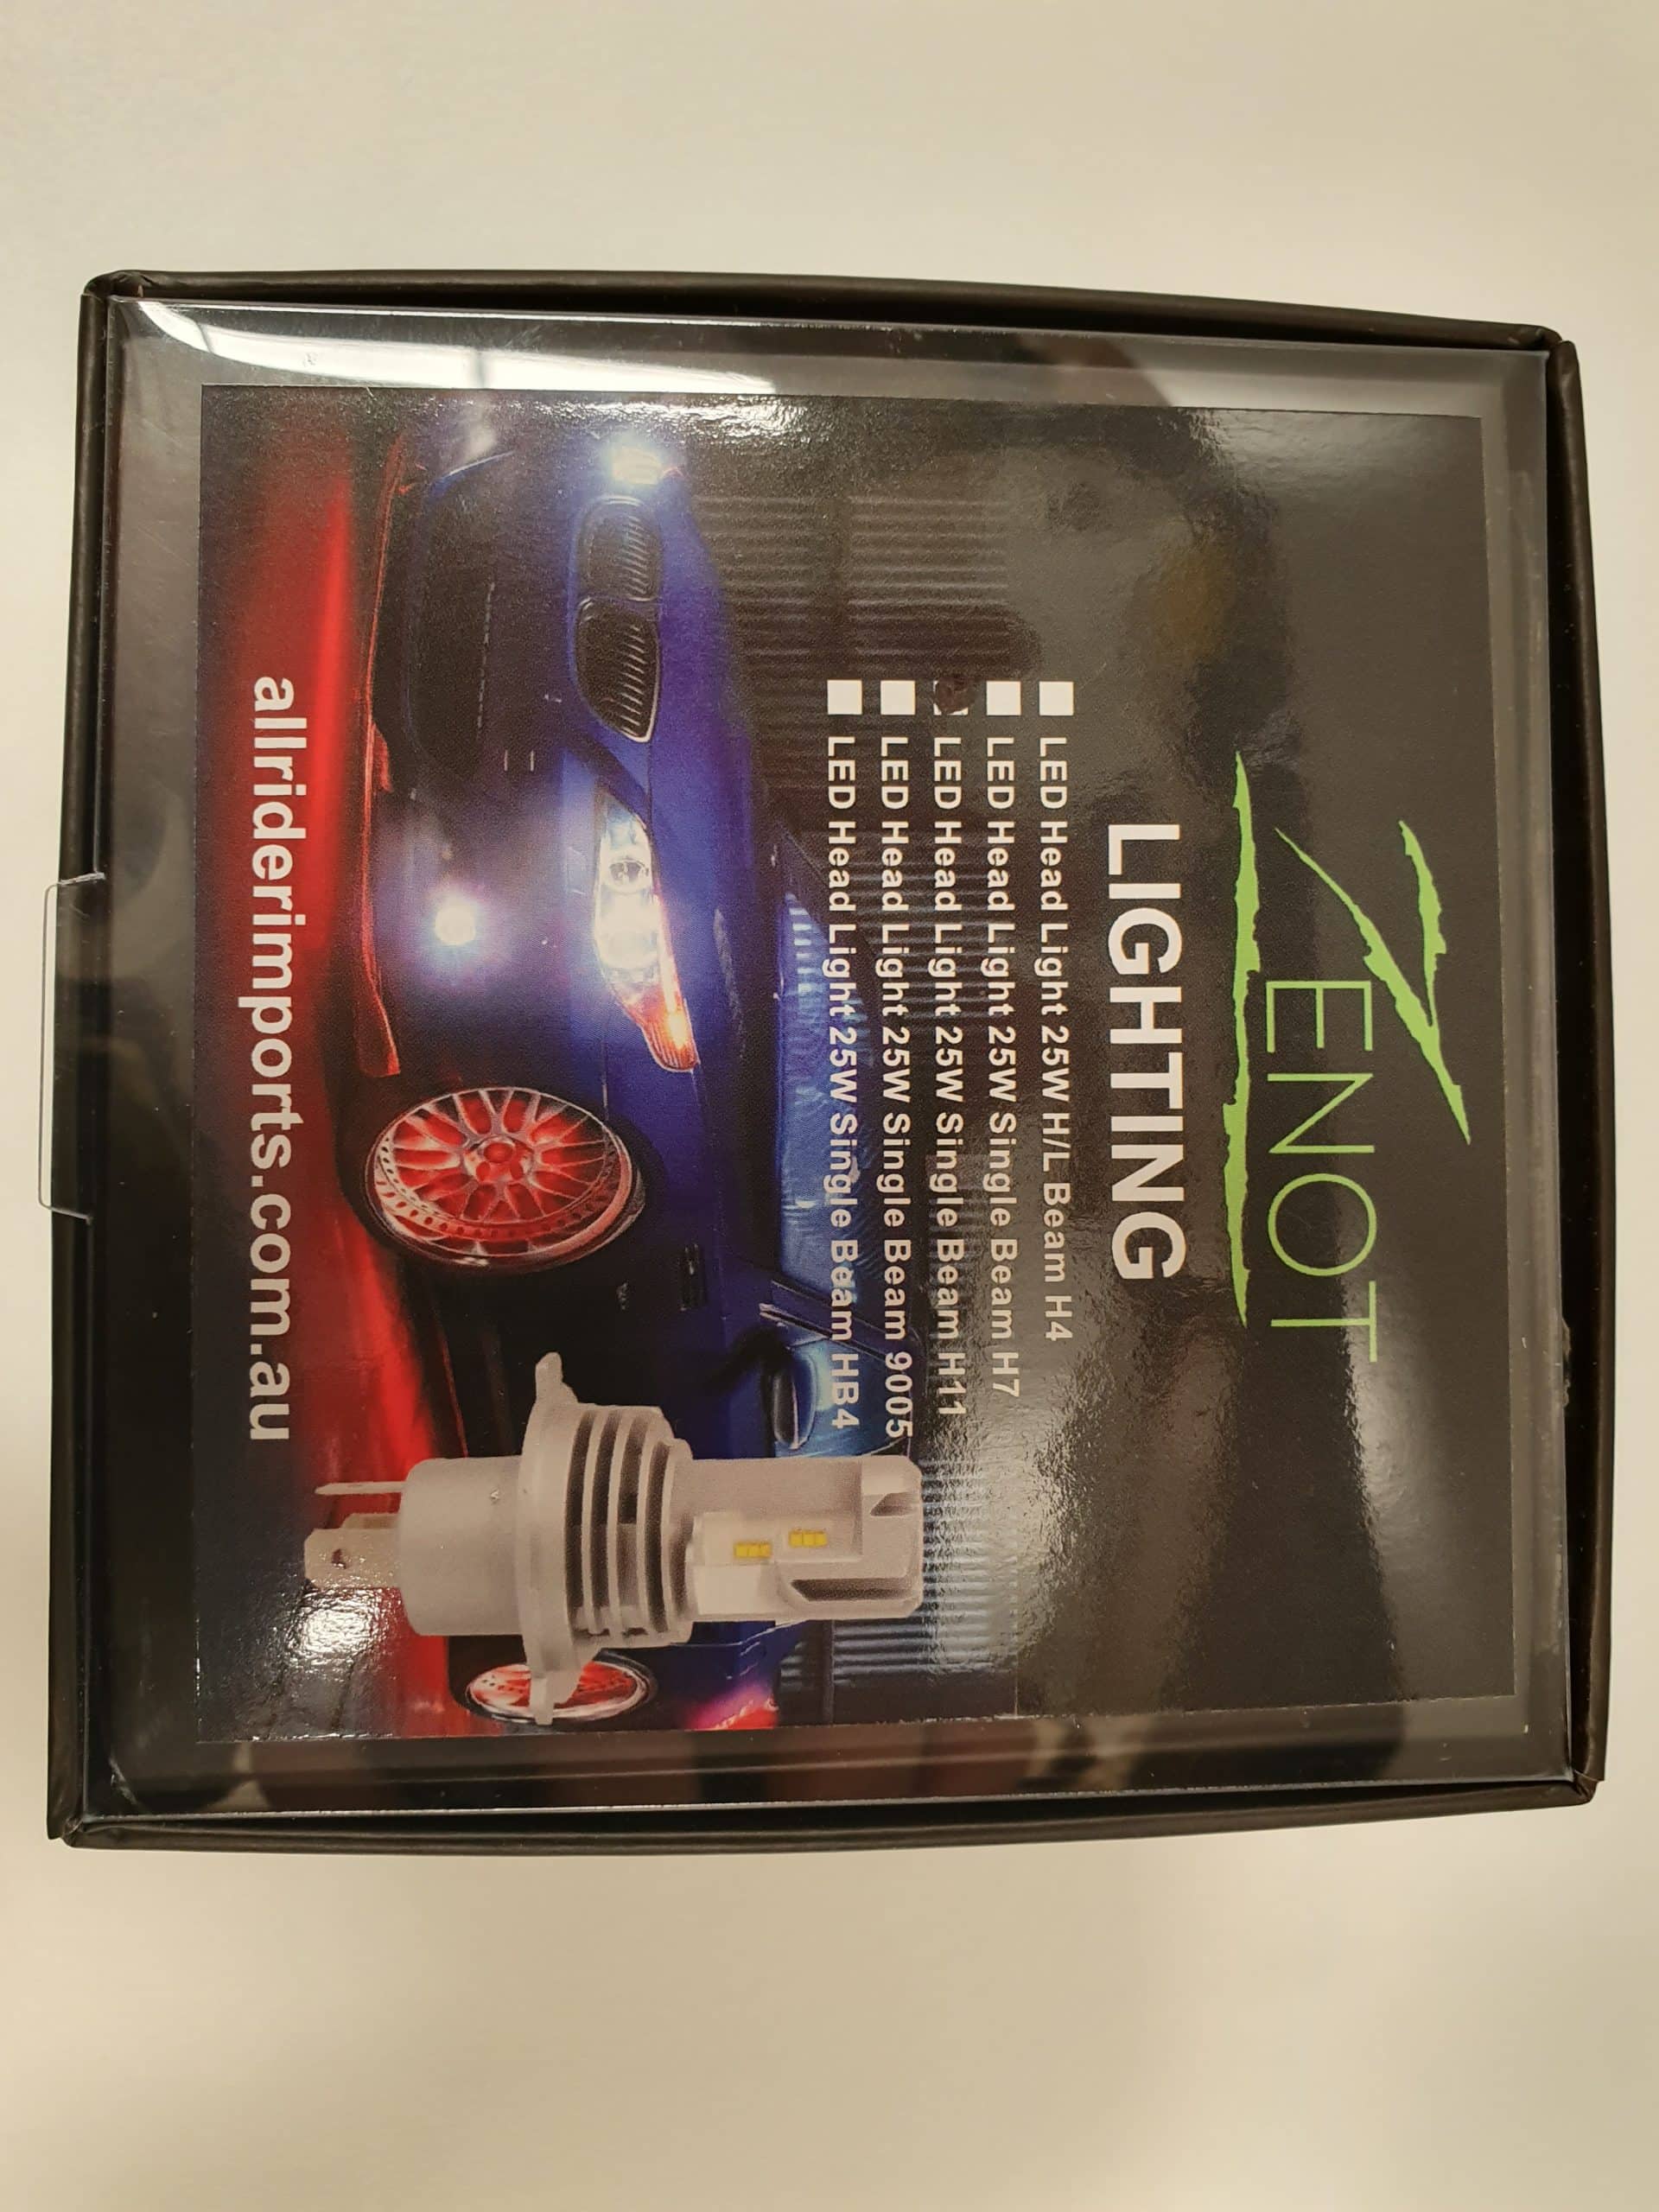 ZENOT
LIGHTING
LED Head Light 25W H/L Beam H4
LED Head Light 25W Single Beam H7
LED Head Light 25W Single Beam H11
LED Head Light 25W Single Beam 9005
LED Head Light 25W Single Beam HB4
allriderimports.com.au